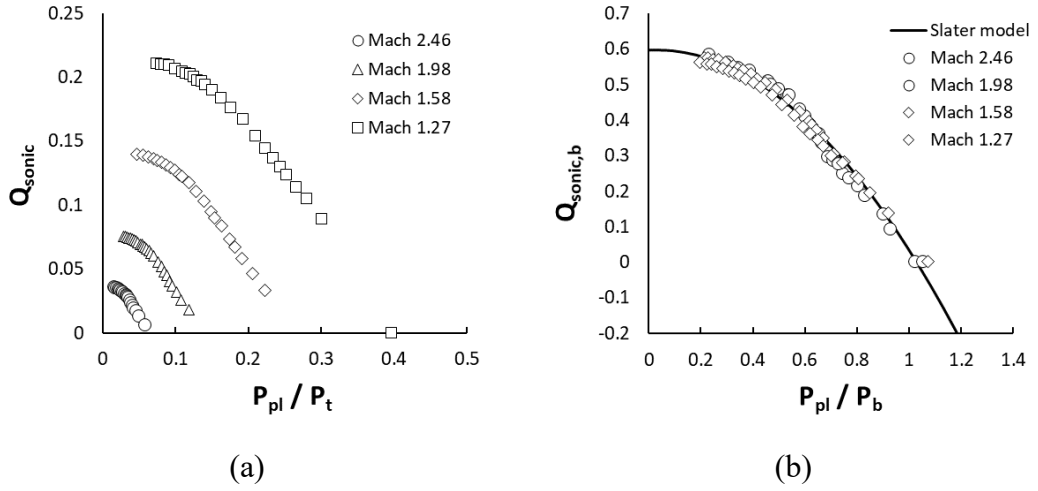 0.25
0.2
0.15
0.1
0.05
0
Q_sonic
0 0.1 0.2 0.3 0.4 0.5
P_pl / P_t
Mach 2.46
Mach 1.98
Mach 1.58
Mach 1.27
(a)
0.7
0.6
0.5
0.4
0.3
0.2
0.1
0
-0.1
-0.2
Q_sonic,b
0 0.2 0.4 0.6 0.8 1 1.2 1.4
P_pl / P_b
Slater model
Mach 2.46
Mach 1.98
Mach 1.58
Mach 1.27
(b)